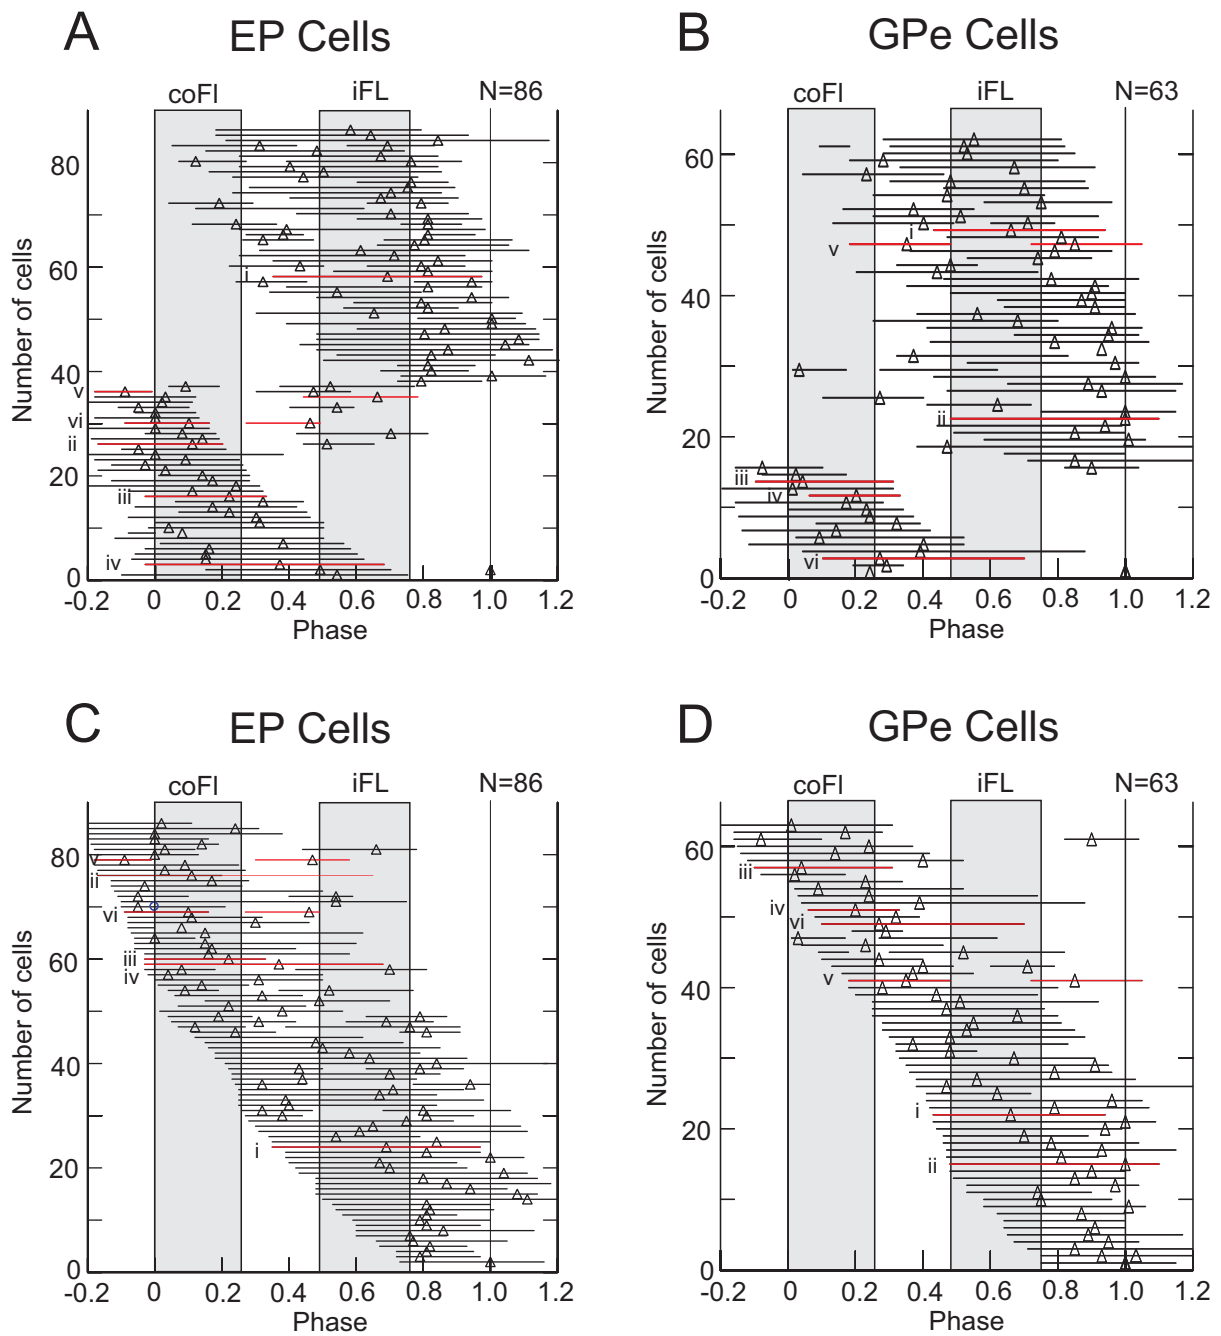 A EP Cells
B GPe Cells
coFl iFL N=86
coFl iFL N=63
Number of cells
80
60
40
20
0
i
v
vi
ii
iii
iv
-0.2 0 0.2 0.4 0.6 0.8 1.0 1.2
Phase
Number of cells
60
40
20
0
i
v
ii
iii
iv
vi
-0.2 0 0.2 0.4 0.6 0.8 1.0 1.2
Phase
C EP Cells
D GPe Cells
coFl iFL N=86
coFl iFL N=63
Number of cells
80
60
40
20
0
v
ii
vi
iii
iv
i
-0.2 0 0.2 0.4 0.6 0.8 1.0 1.2
Phase
Number of cells
60
40
20
0
iii
iv
vi
v
i
ii
-0.2 0 0.2 0.4 0.6 0.8 1.0 1.2
Phase